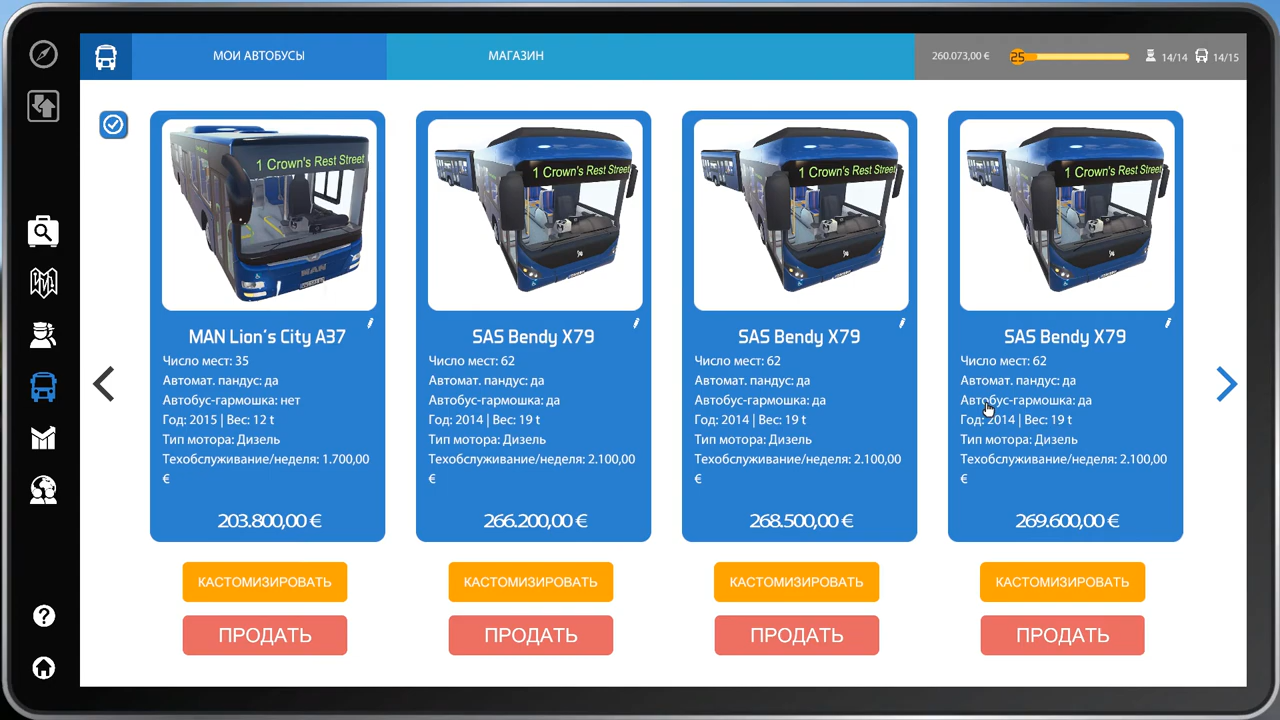 МОИ АВТОБУСЫ
МАГАЗИН
260.073,00 €
25
14/14
14/15
1 Crown's Rest Street
MAN
MAN Lion´s City A37
Число мест: 35
Автомат. пандус: да
Автобус-гармошка: нет
Год: 2015 | Вес: 12 t
Тип мотора: Дизель
Техобслуживание/неделя: 1.700,00
€
203.800,00 €
КАСТОМИЗИРОВАТЬ
ПРОДАТЬ
1 Crown's Rest Street
SAS Bendy X79
Число мест: 62
Автомат. пандус: да
Автобус-гармошка: да
Год: 2014 | Вес: 19 t
Тип мотора: Дизель
Техобслуживание/неделя: 2.100,00
€
266.200,00 €
КАСТОМИЗИРОВАТЬ
ПРОДАТЬ
1 Crown's Rest Street
SAS Bendy X79
Число мест: 62
Автомат. пандус: да
Автобус-гармошка: да
Год: 2014 | Вес: 19 t
Тип мотора: Дизель
Техобслуживание/неделя: 2.100,00
€
268.500,00 €
КАСТОМИЗИРОВАТЬ
ПРОДАТЬ
1 Crown's Rest Street
SAS Bendy X79
Число мест: 62
Автомат. пандус: да
Автобус-гармошка: да
Год: 2014 | Вес: 19 t
Тип мотора: Дизель
Техобслуживание/неделя: 2.100,00
€
269.600,00 €
КАСТОМИЗИРОВАТЬ
ПРОДАТЬ